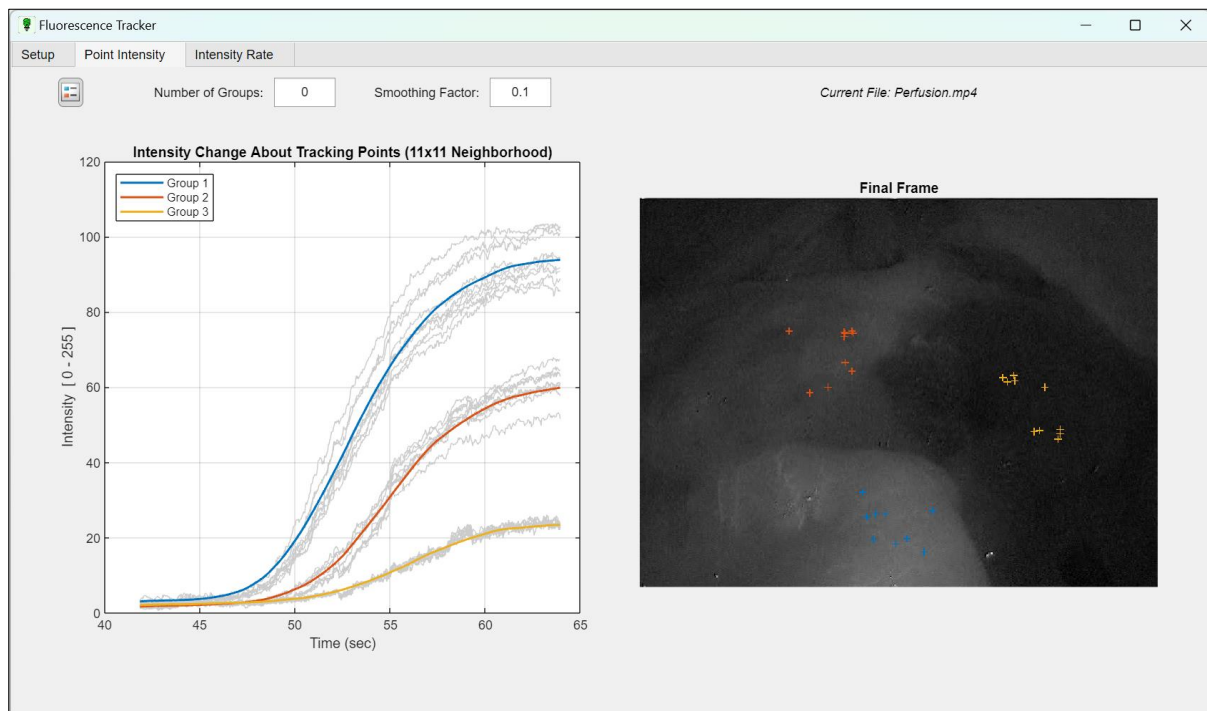 Fluorescence Tracker
Setup Point Intensity Intensity Rate
Number of Groups: 0 Smoothing Factor: 0.1 Current File: Perfusion.mp4
Intensity Change About Tracking Points (11x11 Neighborhood)
Intensity [ 0 - 255 ]
120
100
80
60
40
20
0
Group 1
Group 2
Group 3
40 45 50 55 60 65
Time (sec)
Final Frame